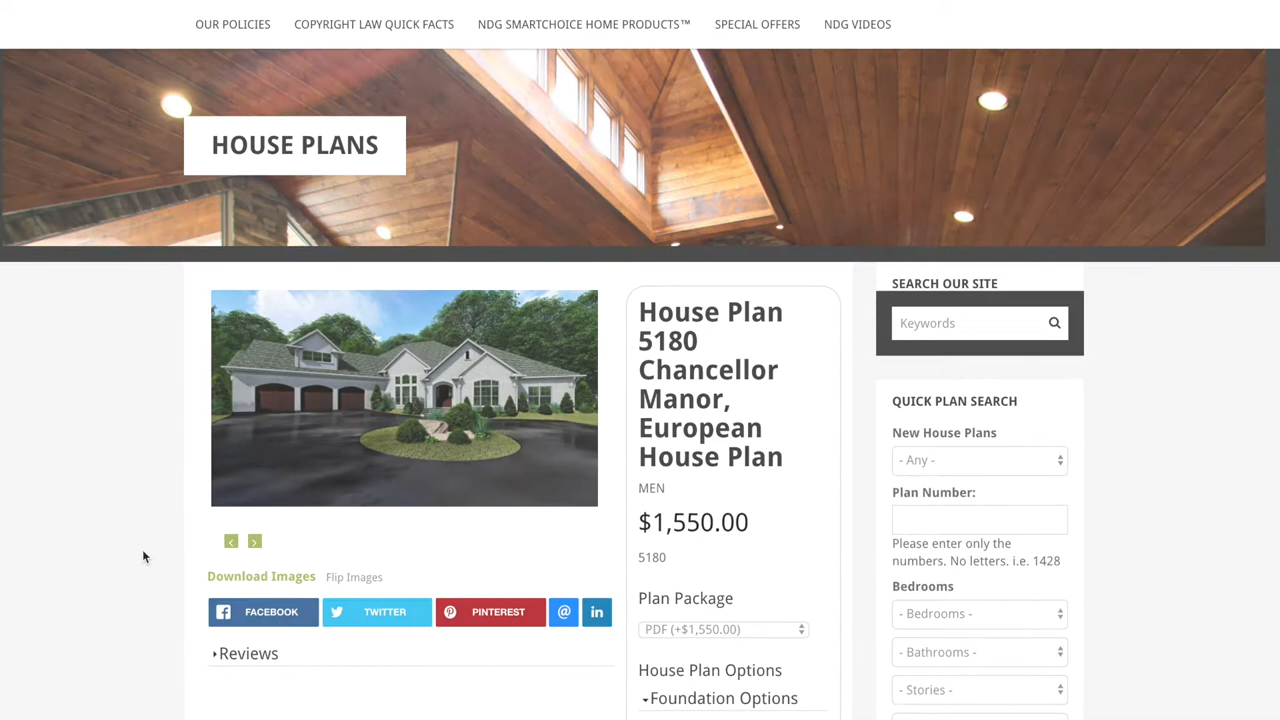 OUR POLICIES COPYRIGHT LAW QUICK FACTS NDG SMARTCHOICE HOME PRODUCTS™ SPECIAL OFFERS NDG VIDEOS
HOUSE PLANS
House Plan
5180
Chancellor
Manor,
European
House Plan
MEN
$1,550.00
5180
Plan Package
PDF (+$1,550.00)
House Plan Options
Foundation Options
Download Images Flip Images
FACEBOOK TWITTER PINTEREST @ in
Reviews
SEARCH OUR SITE
Keywords
QUICK PLAN SEARCH
New House Plans
- Any -
Plan Number:
Please enter only the
numbers. No letters. i.e. 1428
Bedrooms
- Bedrooms -
- Bathrooms -
- Stories -